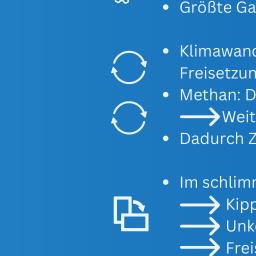 • Größte Ga
• Klimawand
Freisetzun
• Methan: D
→Weit
• Dadurch Z
• Im schlimm
→ Kipp
→ Unk
→ Freis